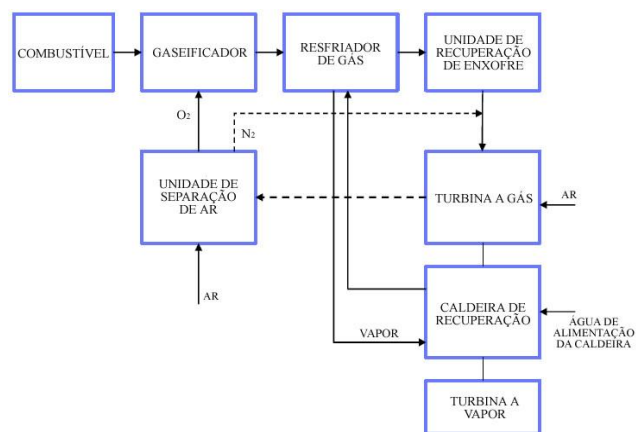 COMBUSTÍVEL
GASEIFICADOR
RESFRIADOR
DE GÁS
UNIDADE DE
RECUPERAÇÃO
DE ENXOFRE
O2
N2
UNIDADE DE
SEPARAÇÃO
DE AR
TURBINA A GÁS
AR
AR
CALDEIRA DE
RECUPERAÇÃO
VAPOR
ÁGUA DE
ALIMENTAÇÃO
DA CALDEIRA
TURBINA A
VAPOR